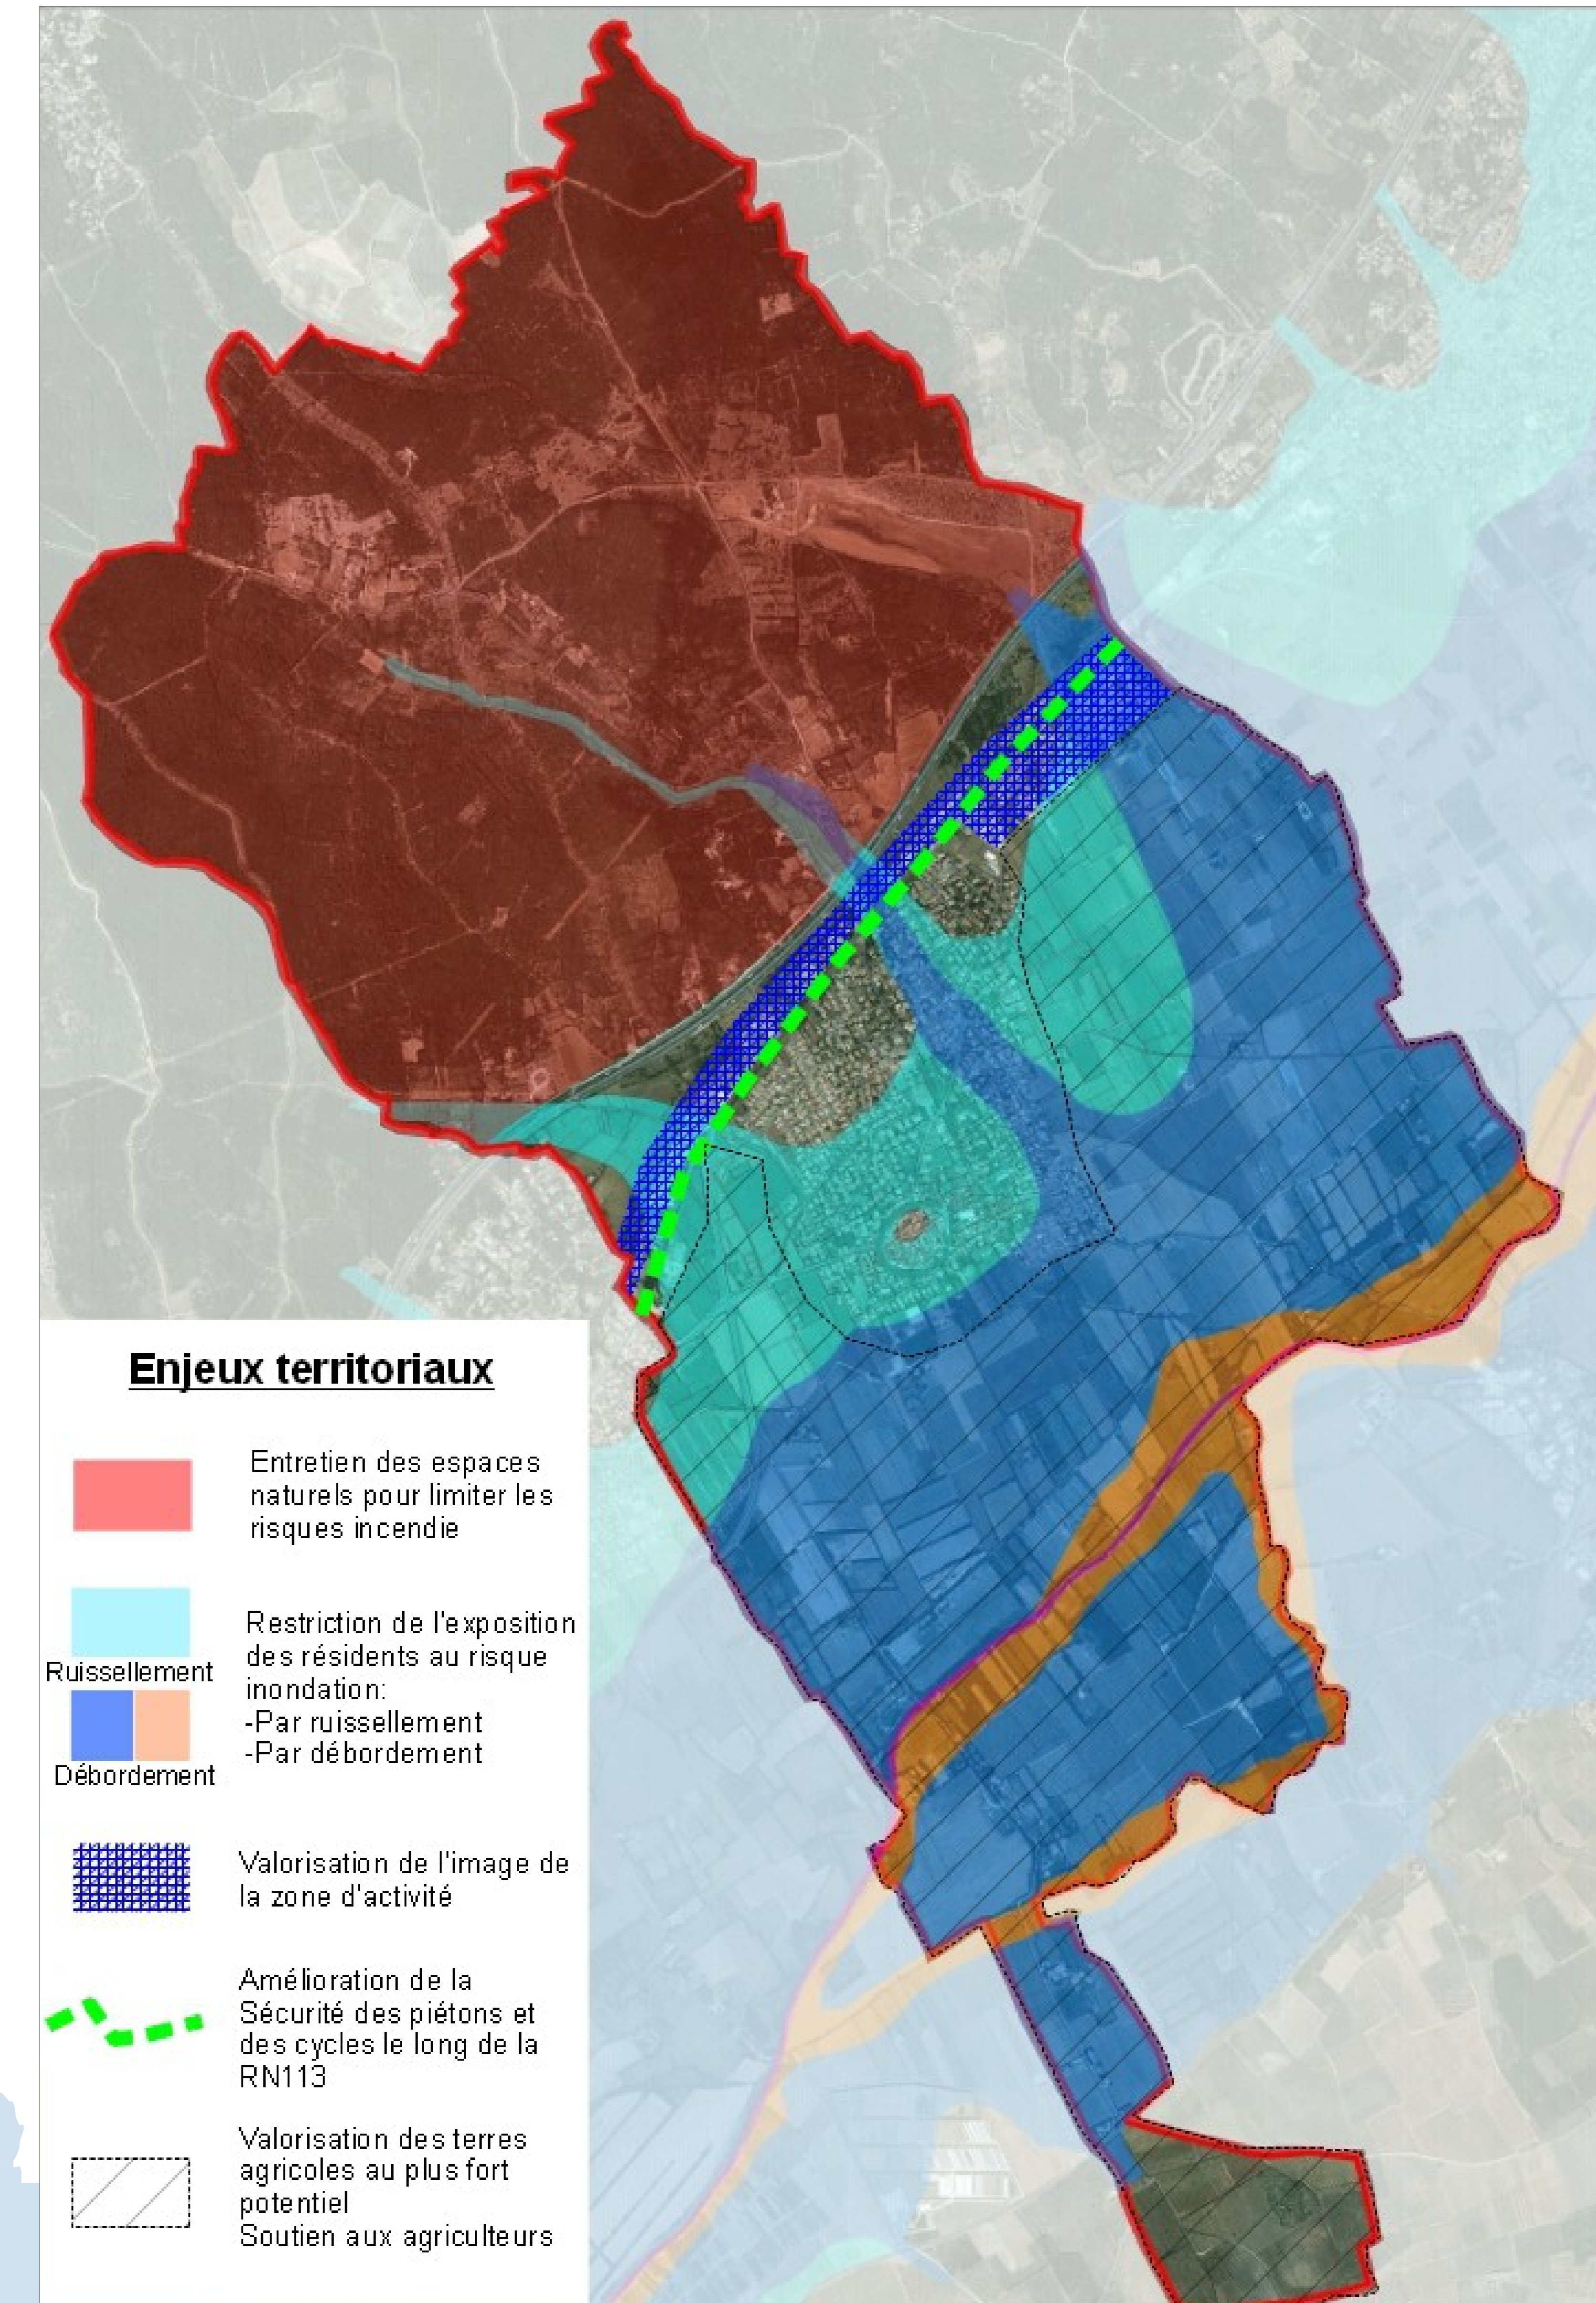 Enjeux territoriaux
Entretien des espaces
naturels pour limiter les
risques incendie
Ruissellement
Débordement
Restriction de l'exposition
des résidents au risque
inondation:
-Par ruissellement
-Par débordement
Valorisation de l'image de
la zone d'activité
Amélioration de la
Sécurité des piétons et
des cycles le long de la
RN113
Valorisation des terres
agricoles au plus fort
potentiel
Soutien aux agriculteurs